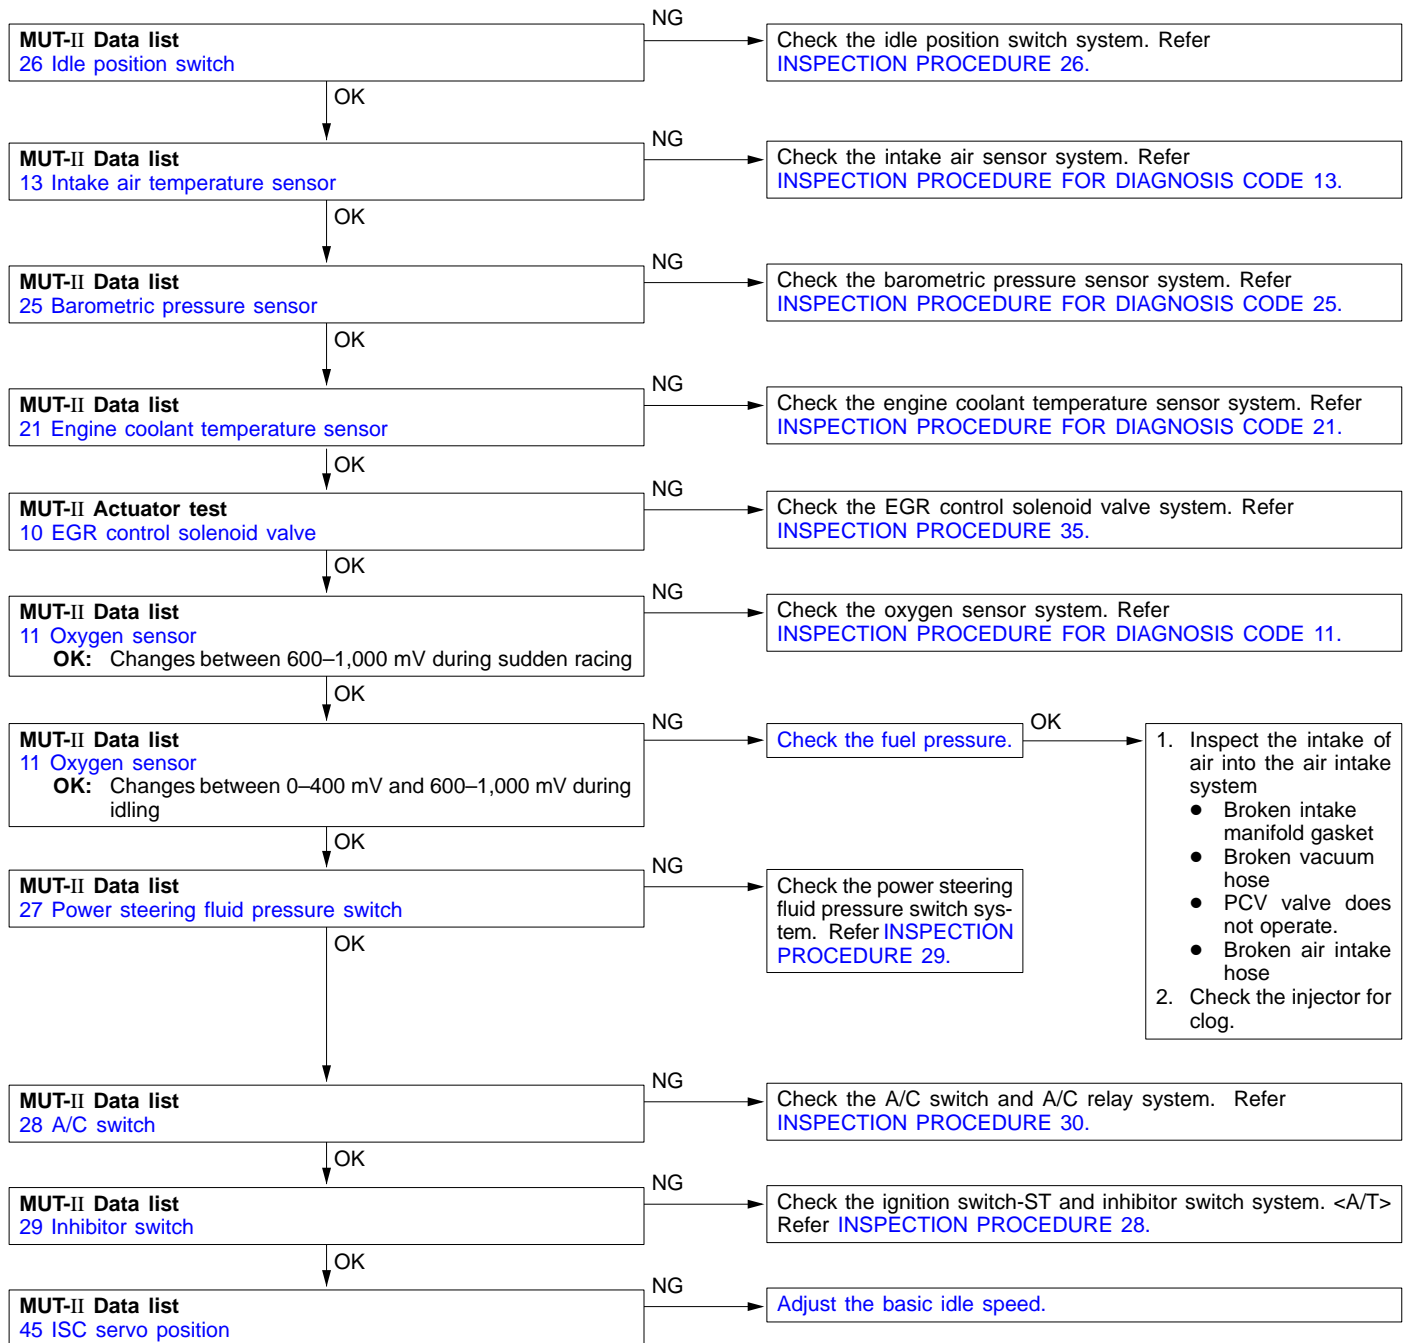 NG
MUT-II Data list
26 Idle position switch
Check the idle position switch system. Refer
INSPECTION PROCEDURE 26.
OK
NG
MUT-II Data list
13 Intake air temperature sensor
Check the intake air sensor system. Refer
INSPECTION PROCEDURE FOR DIAGNOSIS CODE 13.
OK
NG
MUT-II Data list
25 Barometric pressure sensor
Check the barometric pressure sensor system. Refer
INSPECTION PROCEDURE FOR DIAGNOSIS CODE 25.
OK
NG
MUT-II Data list
21 Engine coolant temperature sensor
Check the engine coolant temperature sensor system. Refer
INSPECTION PROCEDURE FOR DIAGNOSIS CODE 21.
OK
NG
MUT-II Actuator test
10 EGR control solenoid valve
Check the EGR control solenoid valve system. Refer
INSPECTION PROCEDURE 35.
OK
NG
MUT-II Data list
11 Oxygen sensor
OK: Changes between 600–1,000 mV during sudden racing
Check the oxygen sensor system. Refer
INSPECTION PROCEDURE FOR DIAGNOSIS CODE 11.
OK
NG
MUT-II Data list
11 Oxygen sensor
OK: Changes between 0–400 mV and 600–1,000 mV during
idling
Check the fuel pressure.
OK
1. Inspect the intake of
air into the air intake
system
● Broken intake
manifold gasket
● Broken vacuum
hose
● PCV valve does
not operate.
● Broken air intake
hose
2. Check the injector for
clog.
OK
NG
MUT-II Data list
27 Power steering fluid pressure switch
Check the power steering
fluid pressure switch sys-
tem. Refer INSPECTION
PROCEDURE 29.
OK
NG
MUT-II Data list
28 A/C switch
Check the A/C switch and A/C relay system. Refer
INSPECTION PROCEDURE 30.
OK
NG
MUT-II Data list
29 Inhibitor switch
Check the ignition switch-ST and inhibitor switch system. <A/T>
Refer INSPECTION PROCEDURE 28.
OK
NG
MUT-II Data list
45 ISC servo position
Adjust the basic idle speed.